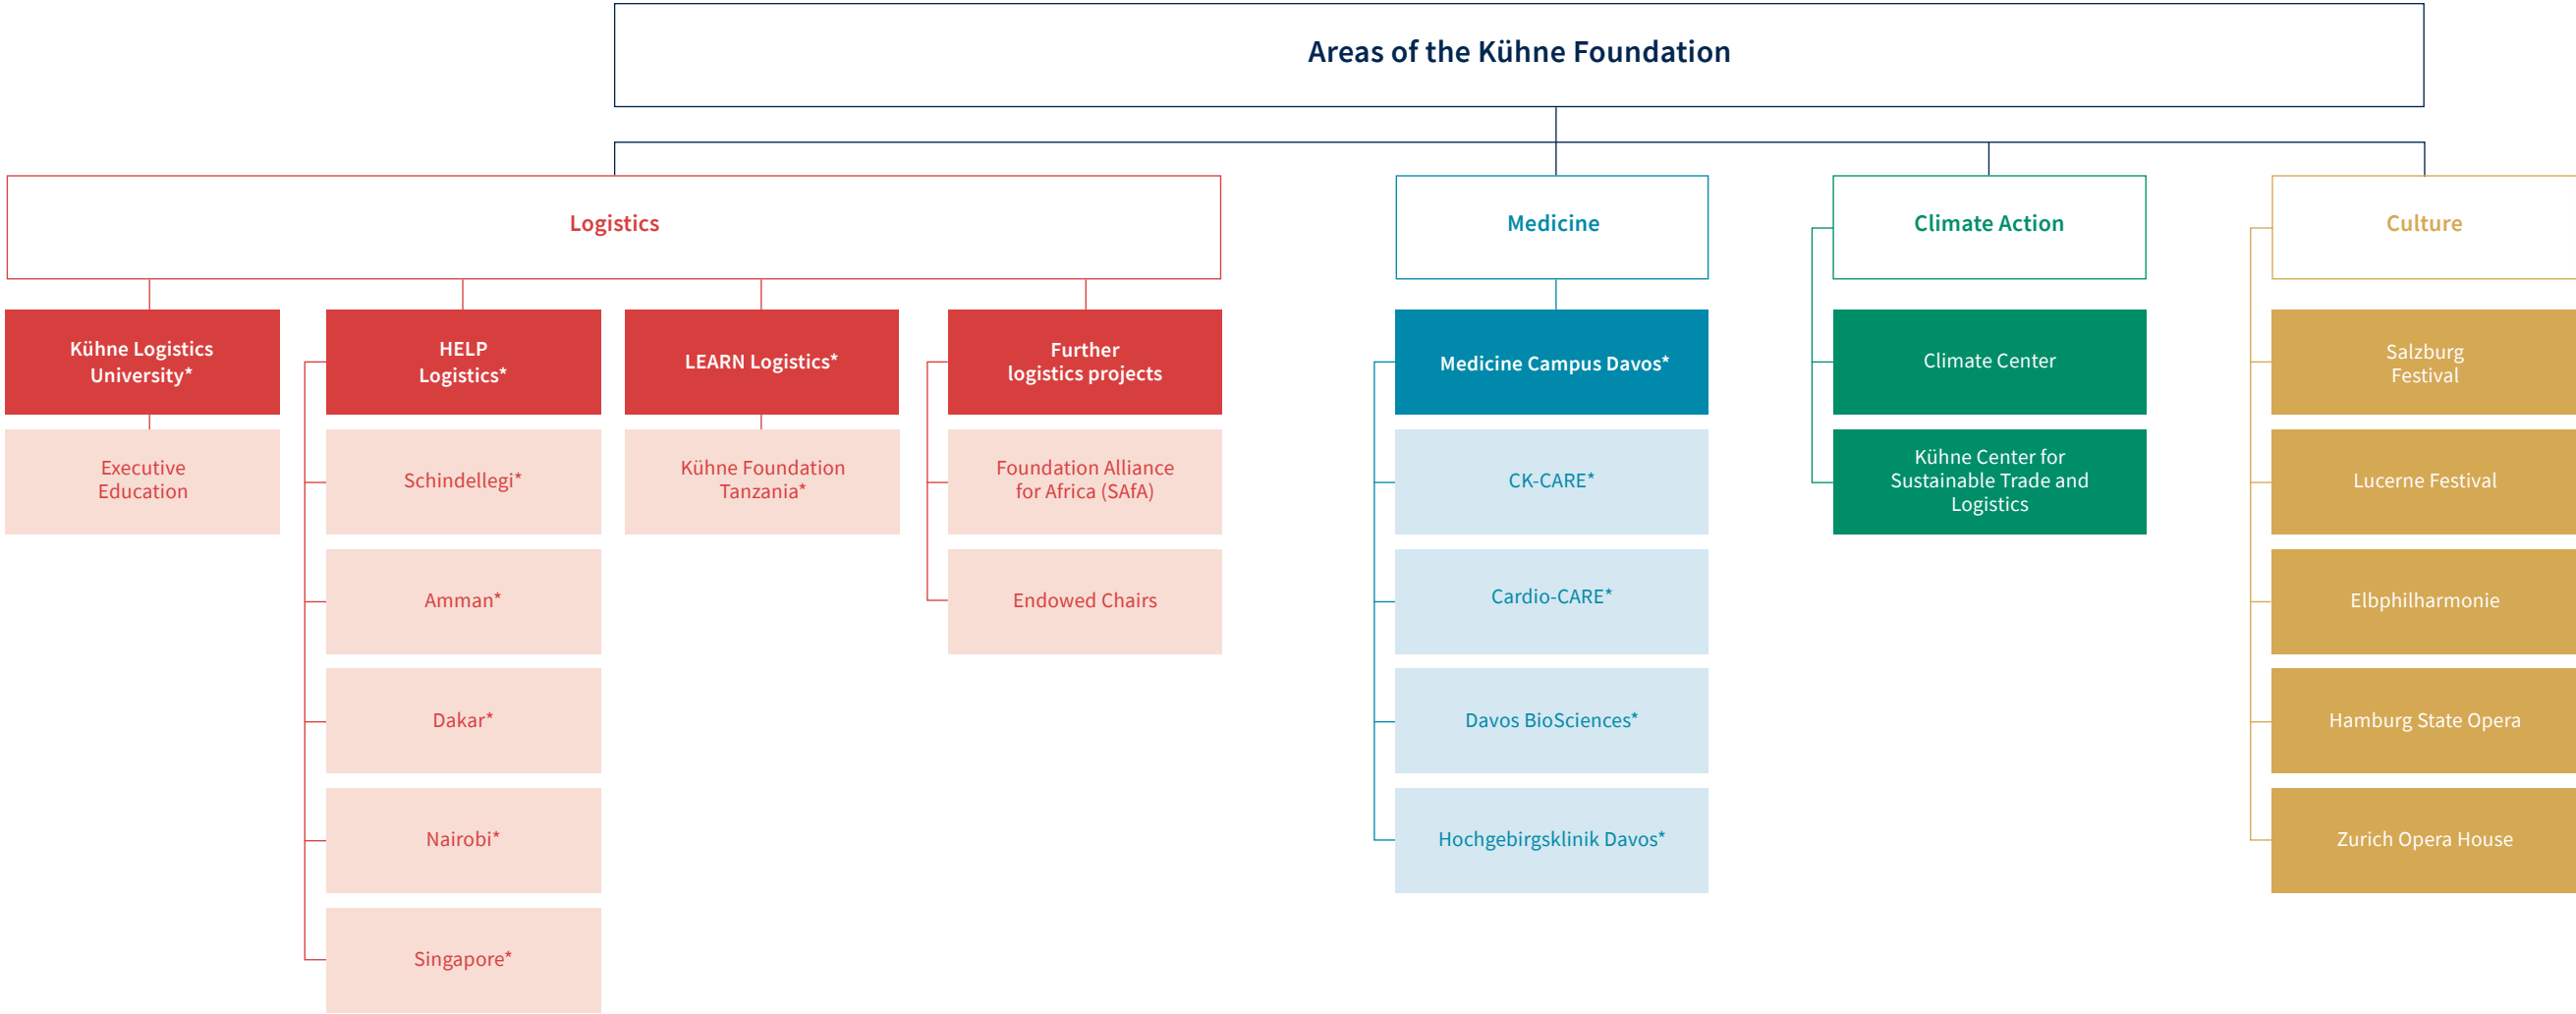 Areas of the Kühne Foundation
Logistics
Medicine
Climate Action
Culture
Kühne Logistics
University*
HELP
Logistics*
LEARN Logistics*
Further
logistics projects
Medicine Campus Davos*
Climate Center
Salzburg
Festival
Executive
Education
Schindellegi*
Kühne Foundation
Tanzania*
Foundation Alliance
for Africa (SAfA)
CK-CARE*
Kühne Center for
Sustainable Trade and
Logistics
Lucerne Festival
Amman*
Endowed Chairs
Cardio-CARE*
Elbphilharmonie
Dakar*
Davos BioSciences*
Hamburg State Opera
Nairobi*
Hochgebirgsklinik Davos*
Zurich Opera House
Singapore*